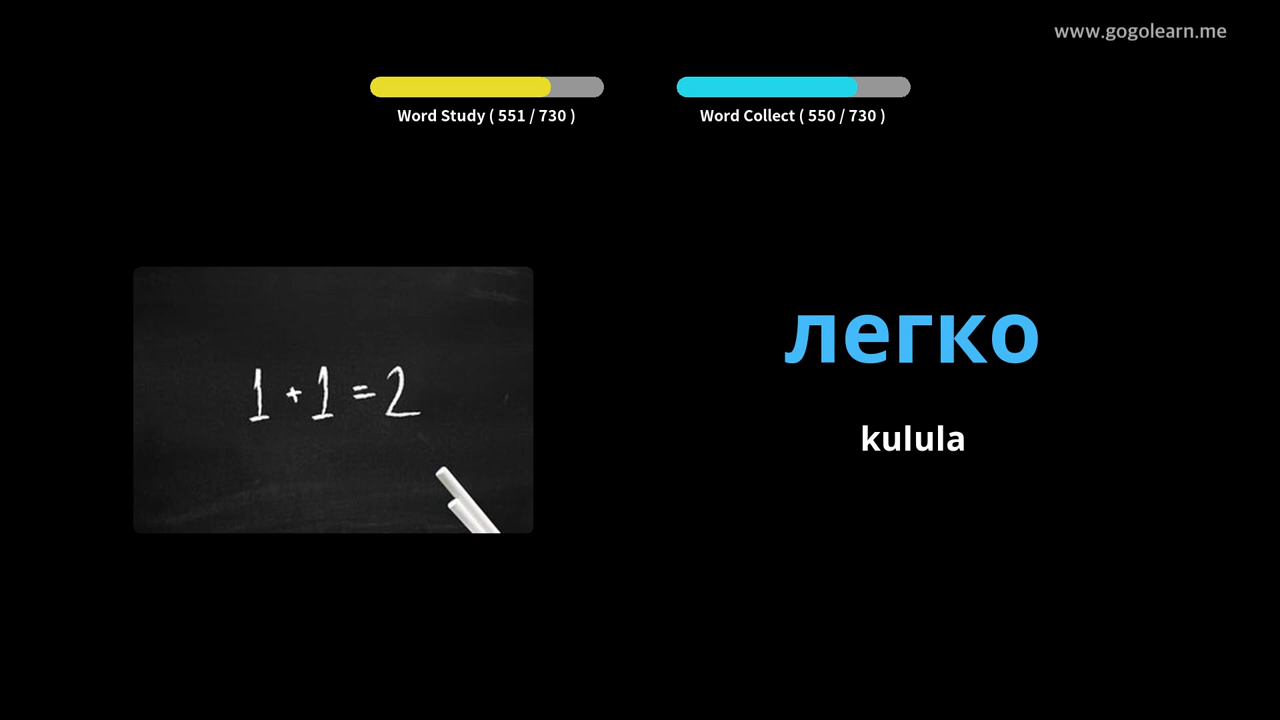 www.gogolearn.me
Word Study ( 551 / 730 )
Word Collect ( 550 / 730 )
1 + 1 = 2
легко
kulula